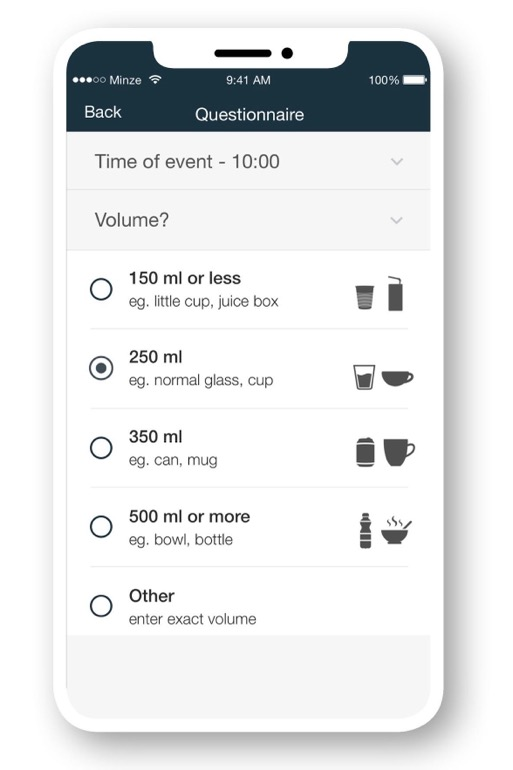 Minze 9:41 AM 100%
Back Questionnaire
Time of event - 10:00
Volume?
150 ml or less
eg. little cup, juice box
250 ml
eg. normal glass, cup
350 ml
eg. can, mug
500 ml or more
eg. bowl, bottle
Other
enter exact volume